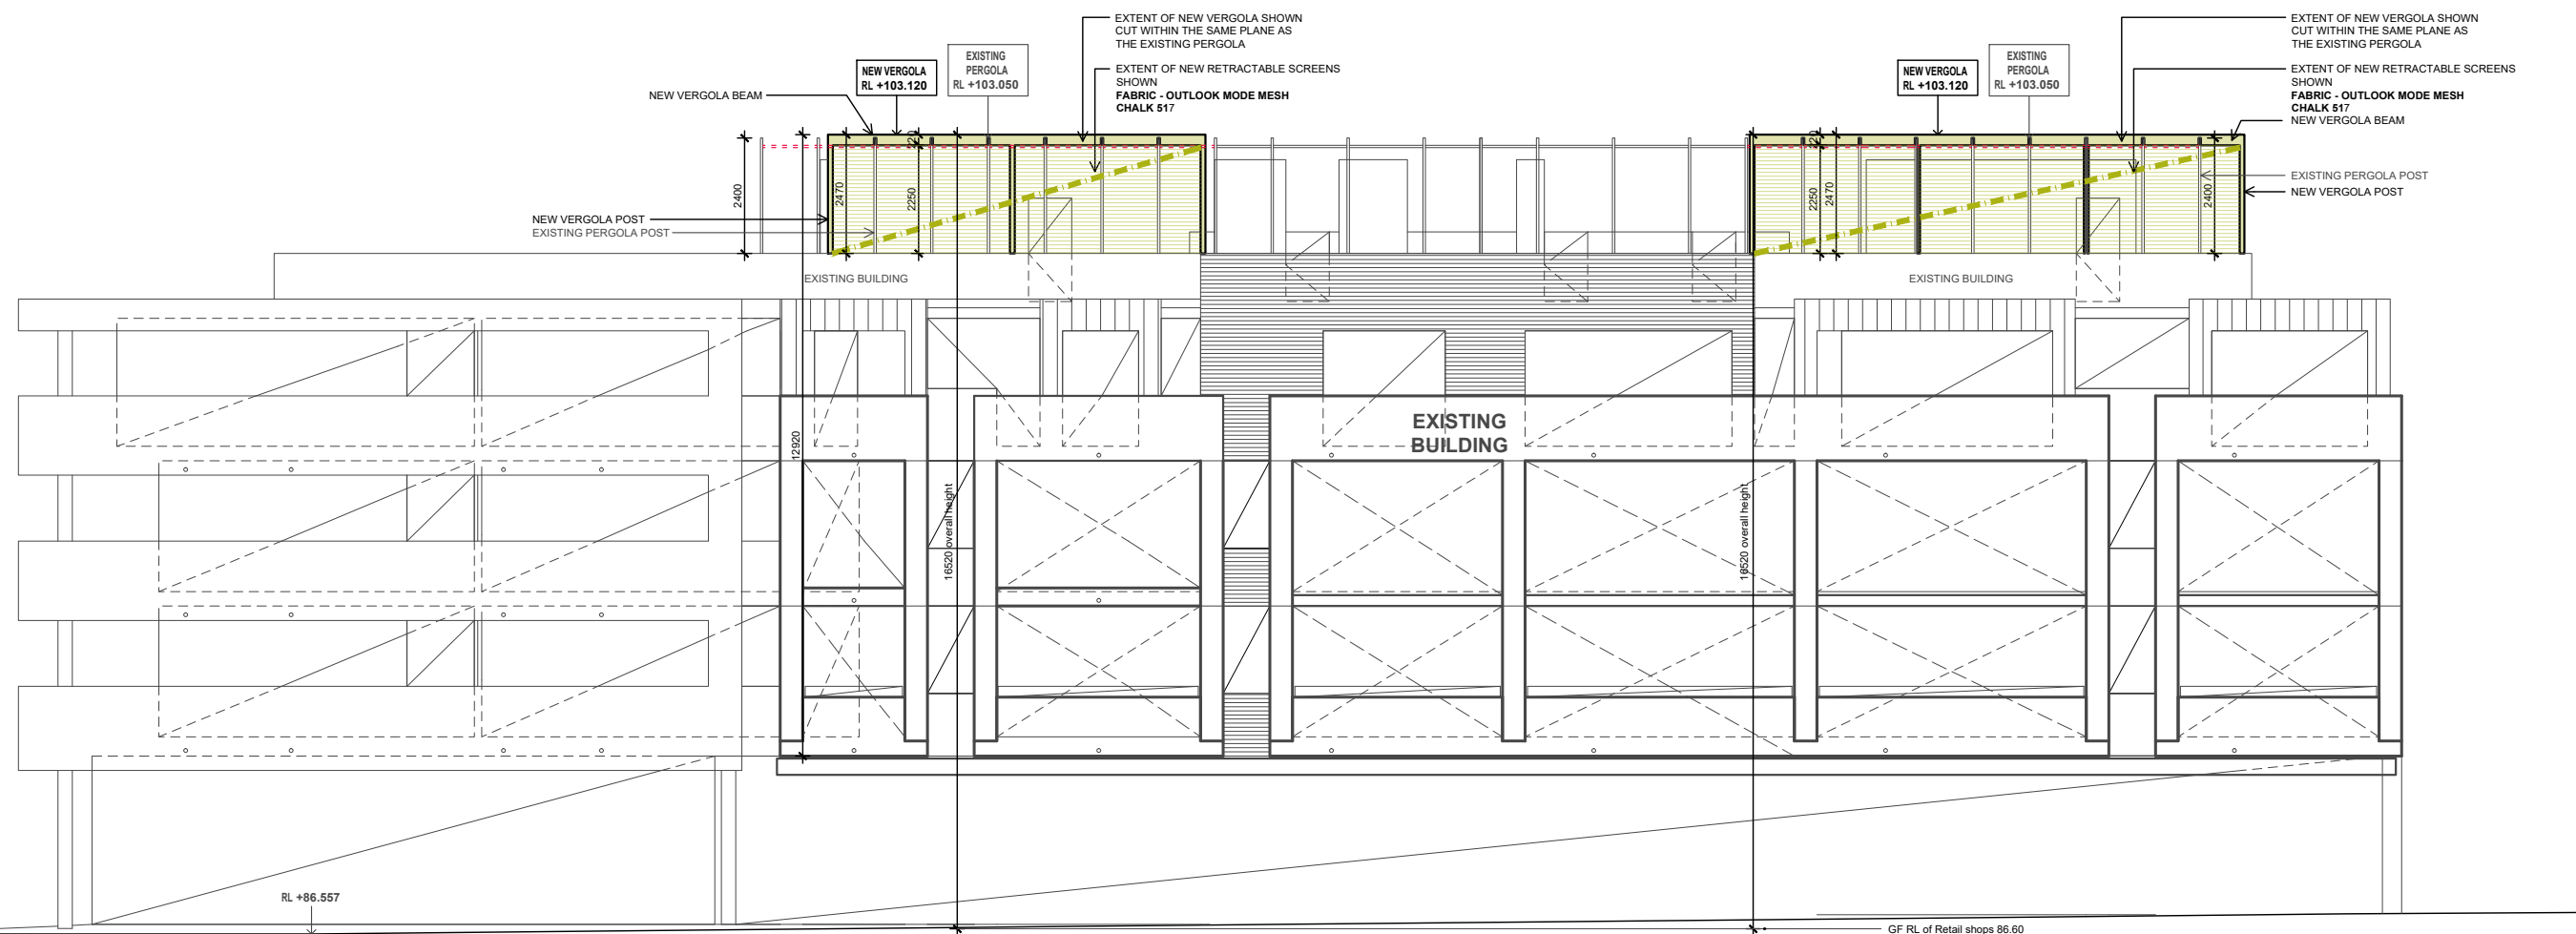 EXTENT OF NEW VERGOLA SHOWN
CUT WITHIN THE SAME PLANE AS
THE EXISTING PERGOLA
EXISTING
PERGOLA
RL +103.050
NEW VERGOLA
RL +103.120
EXTENT OF NEW RETRACTABLE SCREENS
SHOWN
FABRIC - OUTLOOK MODE MESH
CHALK 517
NEW VERGOLA BEAM
220
2400
2470
2250
NEW VERGOLA POST
EXISTING PERGOLA POST
EXISTING BUILDING
EXTENT OF NEW VERGOLA SHOWN
CUT WITHIN THE SAME PLANE AS
THE EXISTING PERGOLA
EXISTING
PERGOLA
RL +103.050
NEW VERGOLA
RL +103.120
EXTENT OF NEW RETRACTABLE SCREENS
SHOWN
FABRIC - OUTLOOK MODE MESH
CHALK 517
NEW VERGOLA BEAM
220
2250
2470
2400
EXISTING PERGOLA POST
NEW VERGOLA POST
EXISTING BUILDING
EXISTING
BUILDING
12920
16520 overall height
16520 overall height
RL +86.557
GF RL of Retail shops 86.60